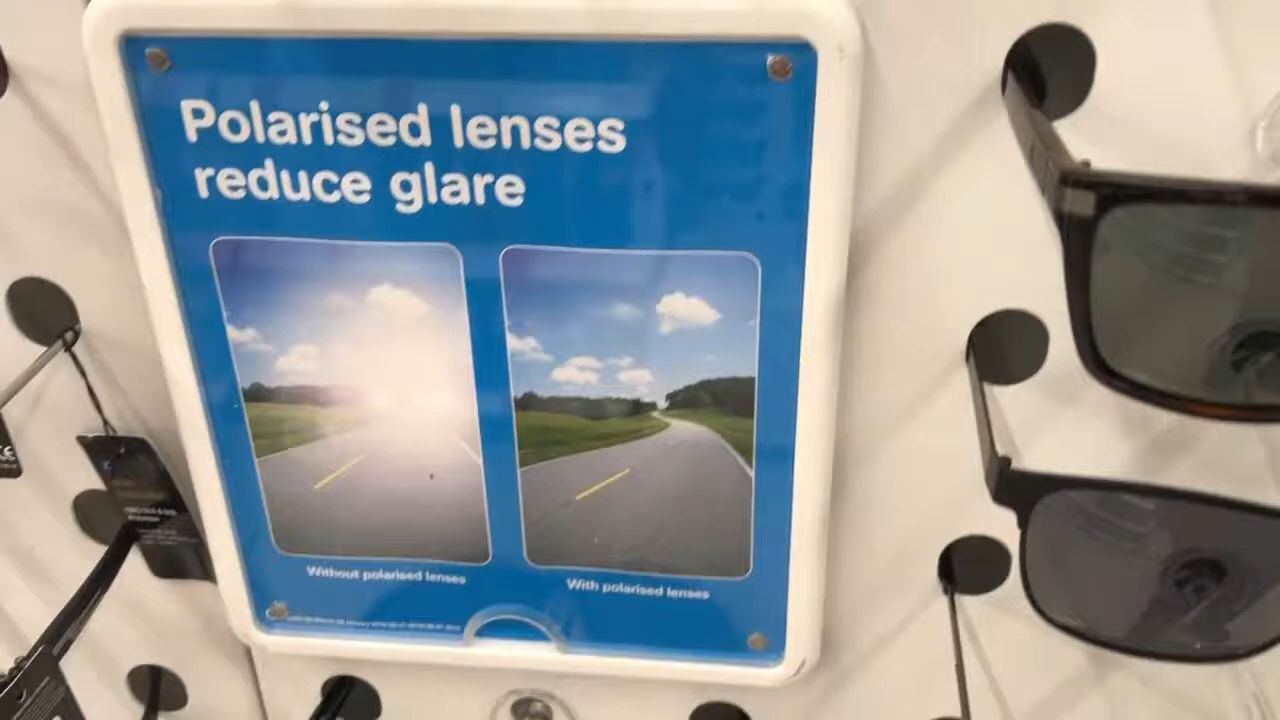 Polarised lenses
reduce glare
Without polarised lenses
With polarised lenses